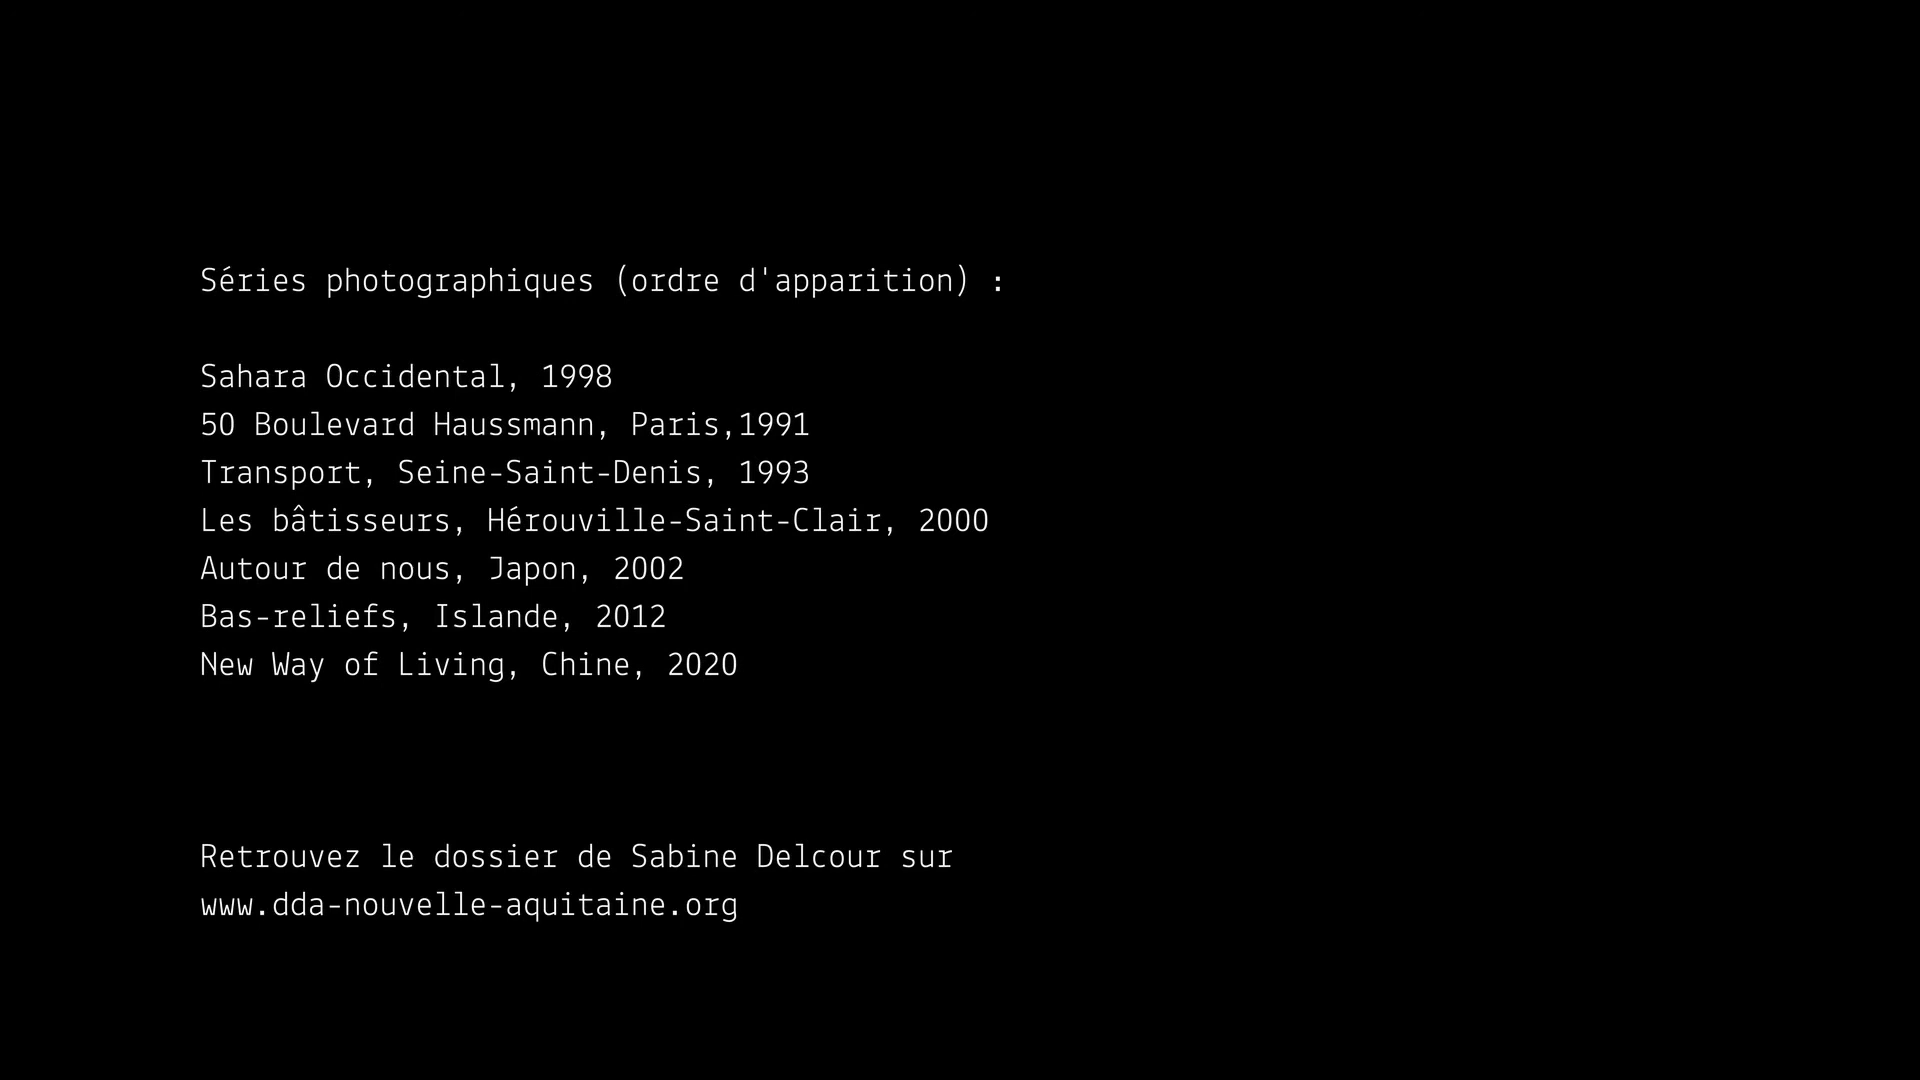 Séries photographiques (ordre d'apparition) :
Sahara Occidental, 1998
50 Boulevard Haussmann, Paris,1991
Transport, Seine-Saint-Denis, 1993
Les bâtisseurs, Hérouville-Saint-Clair, 2000
Autour de nous, Japon, 2002
Bas-reliefs, Islande, 2012
New Way of Living, Chine, 2020
Retrouvez le dossier de Sabine Delcour sur
www.dda-nouvelle-aquitaine.org